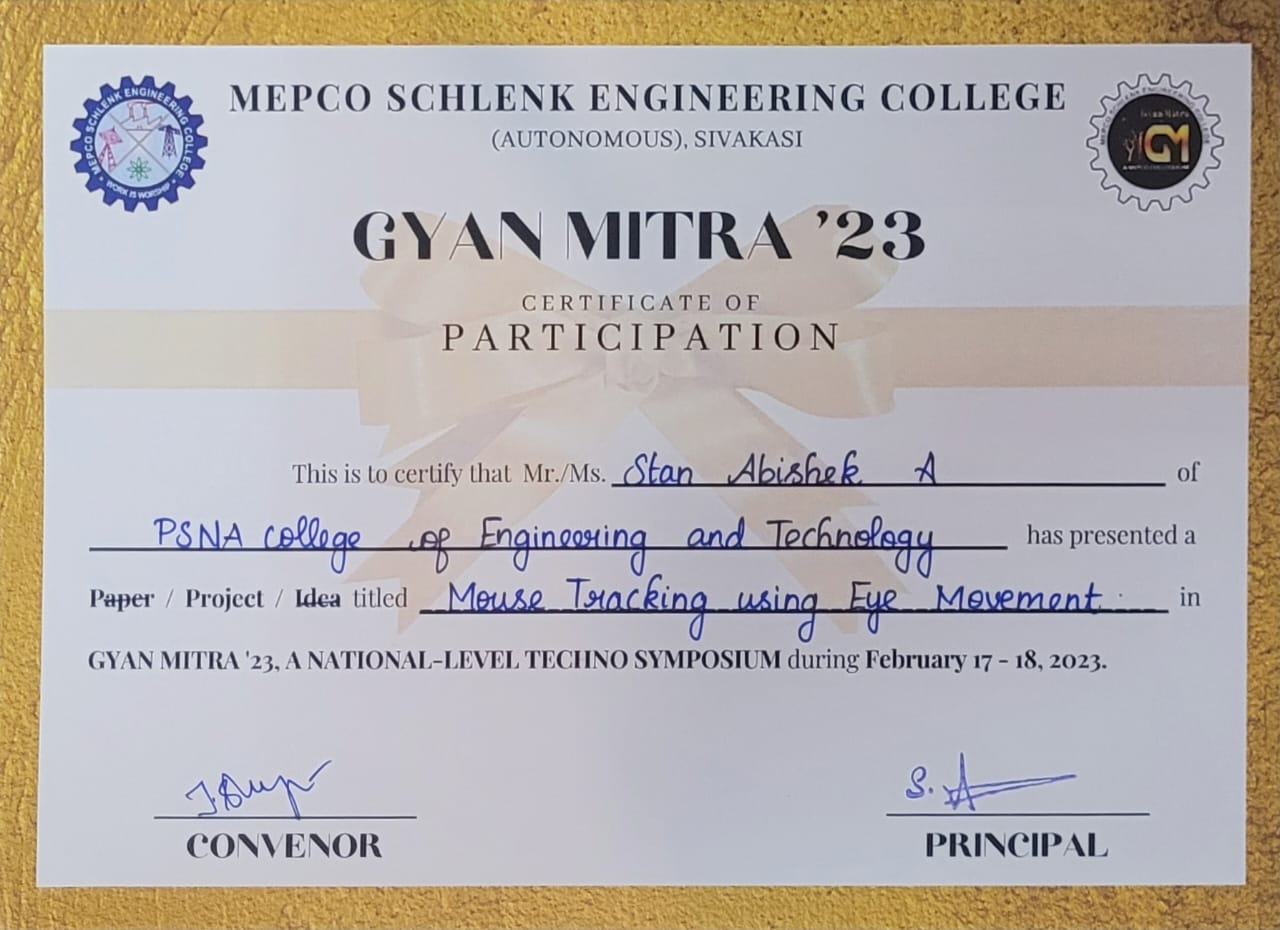 MEPCO SCHLENK ENGINEERING COLLEGE
(AUTONOMOUS), SIVAKASI
MEPCO SCHLENK ENGINEERING COLLEGE
WORK IS WORSHIP
GM
GYAN MITRA ’23
CERTIFICATE OF
PARTICIPATION
This is to certify that Mr./Ms. Stan Abishek A of
PSNA college of Engineering and Technology has presented a
Paper / Project / Idea titled Mouse Tracking using Eye Movement in
GYAN MITRA '23, A NATIONAL-LEVEL TECHNO SYMPOSIUM during February 17 - 18, 2023.
CONVENOR
PRINCIPAL